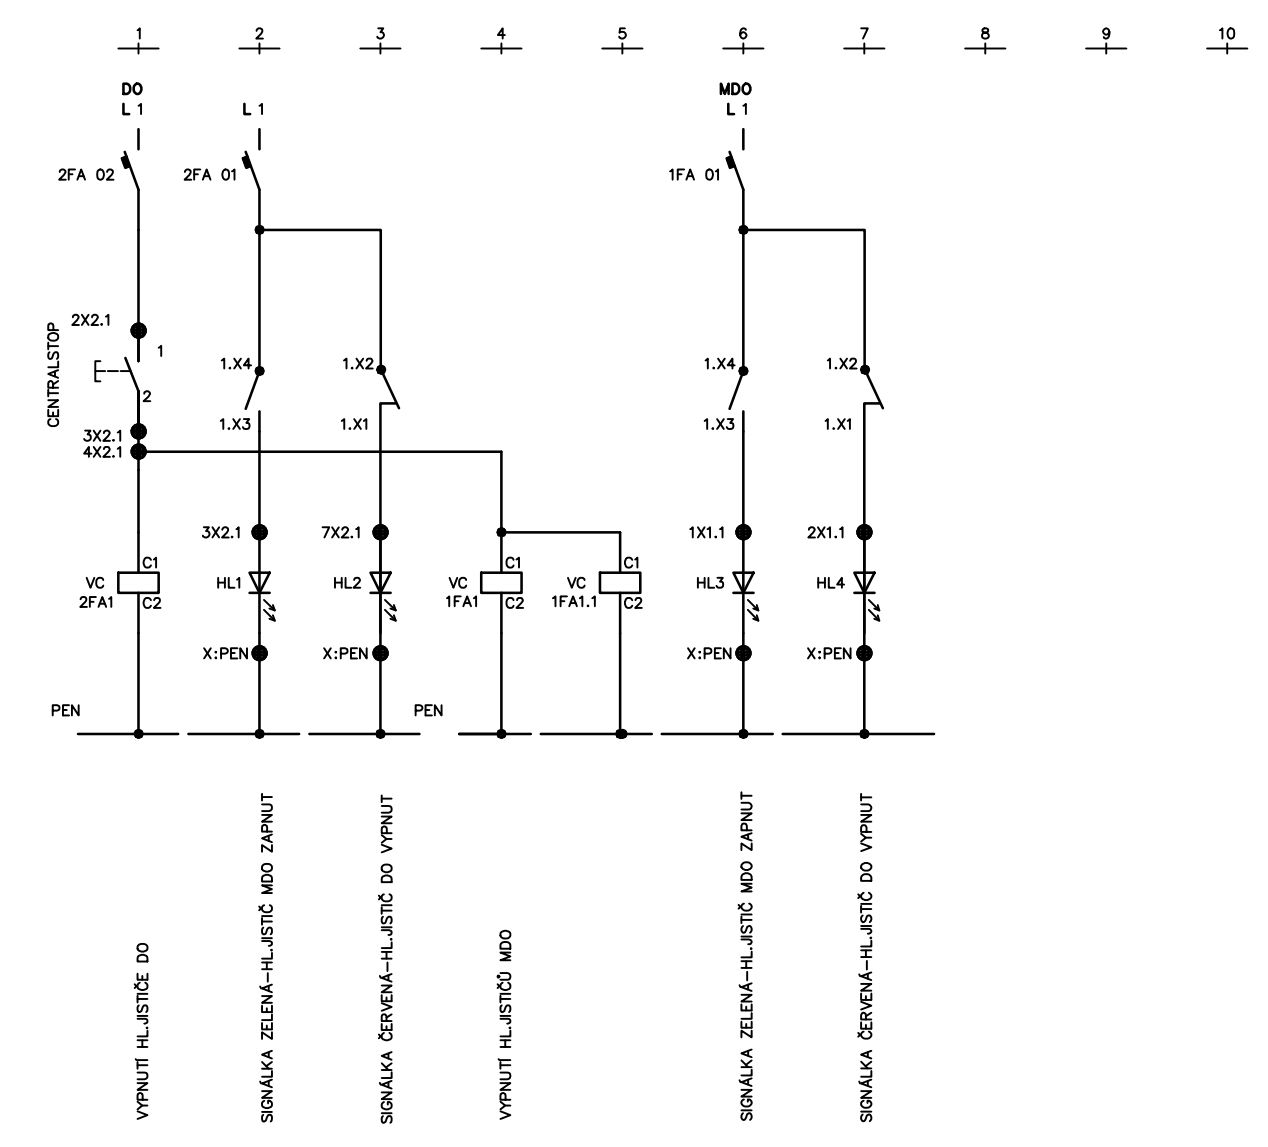 1 2 3 4 5 6 7 8 9 10
DO MDO
L 1 L 1 L 1
2FA 02 2FA 01 1FA 01
2X2.1
CENTRALSTOP
1
1.X4 1.X2 1.X4 1.X2
2
1.X3 1.X1 1.X3 1.X1
3X2.1
4X2.1
3X2.1 7X2.1 1X1.1 2X1.1
C1 C1 C1
VC HL1 HL2 VC VC HL3 HL4
2FA1 C2 1FA1 C2 1FA1.1 C2
X:PEN X:PEN X:PEN X:PEN
PEN PEN
VYPNUTÍ HL.JISTIČE DO
SIGNÁLKA ZELENÁ-HL.JISTIČ MDO ZAPNUT
SIGNÁLKA ČERVENÁ-HL.JISTIČ DO VYPNUT
VYPNUTÍ HL.JISTIČŮ MDO
SIGNÁLKA ZELENÁ-HL.JISTIČ MDO ZAPNUT
SIGNÁLKA ČERVENÁ-HL.JISTIČ DO VYPNUT